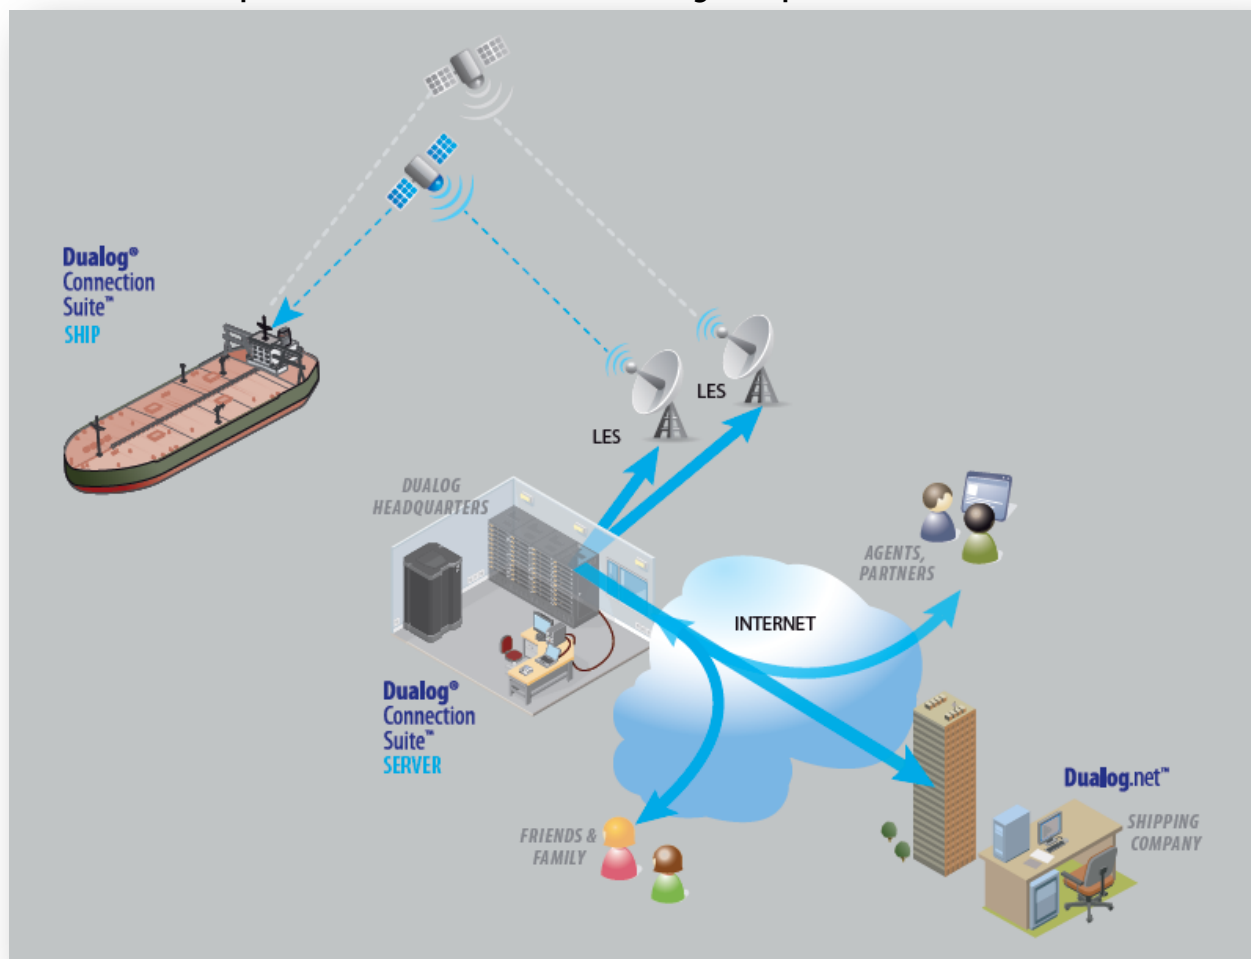 Dualog®
Connection
Suite™
SHIP
LES
LES
DUALOG
HEADQUARTERS
AGENTS,
PARTNERS
INTERNET
Dualog®
Connection
Suite™
SERVER
Dualog.net™
SHIPPING
COMPANY
FRIENDS &
FAMILY